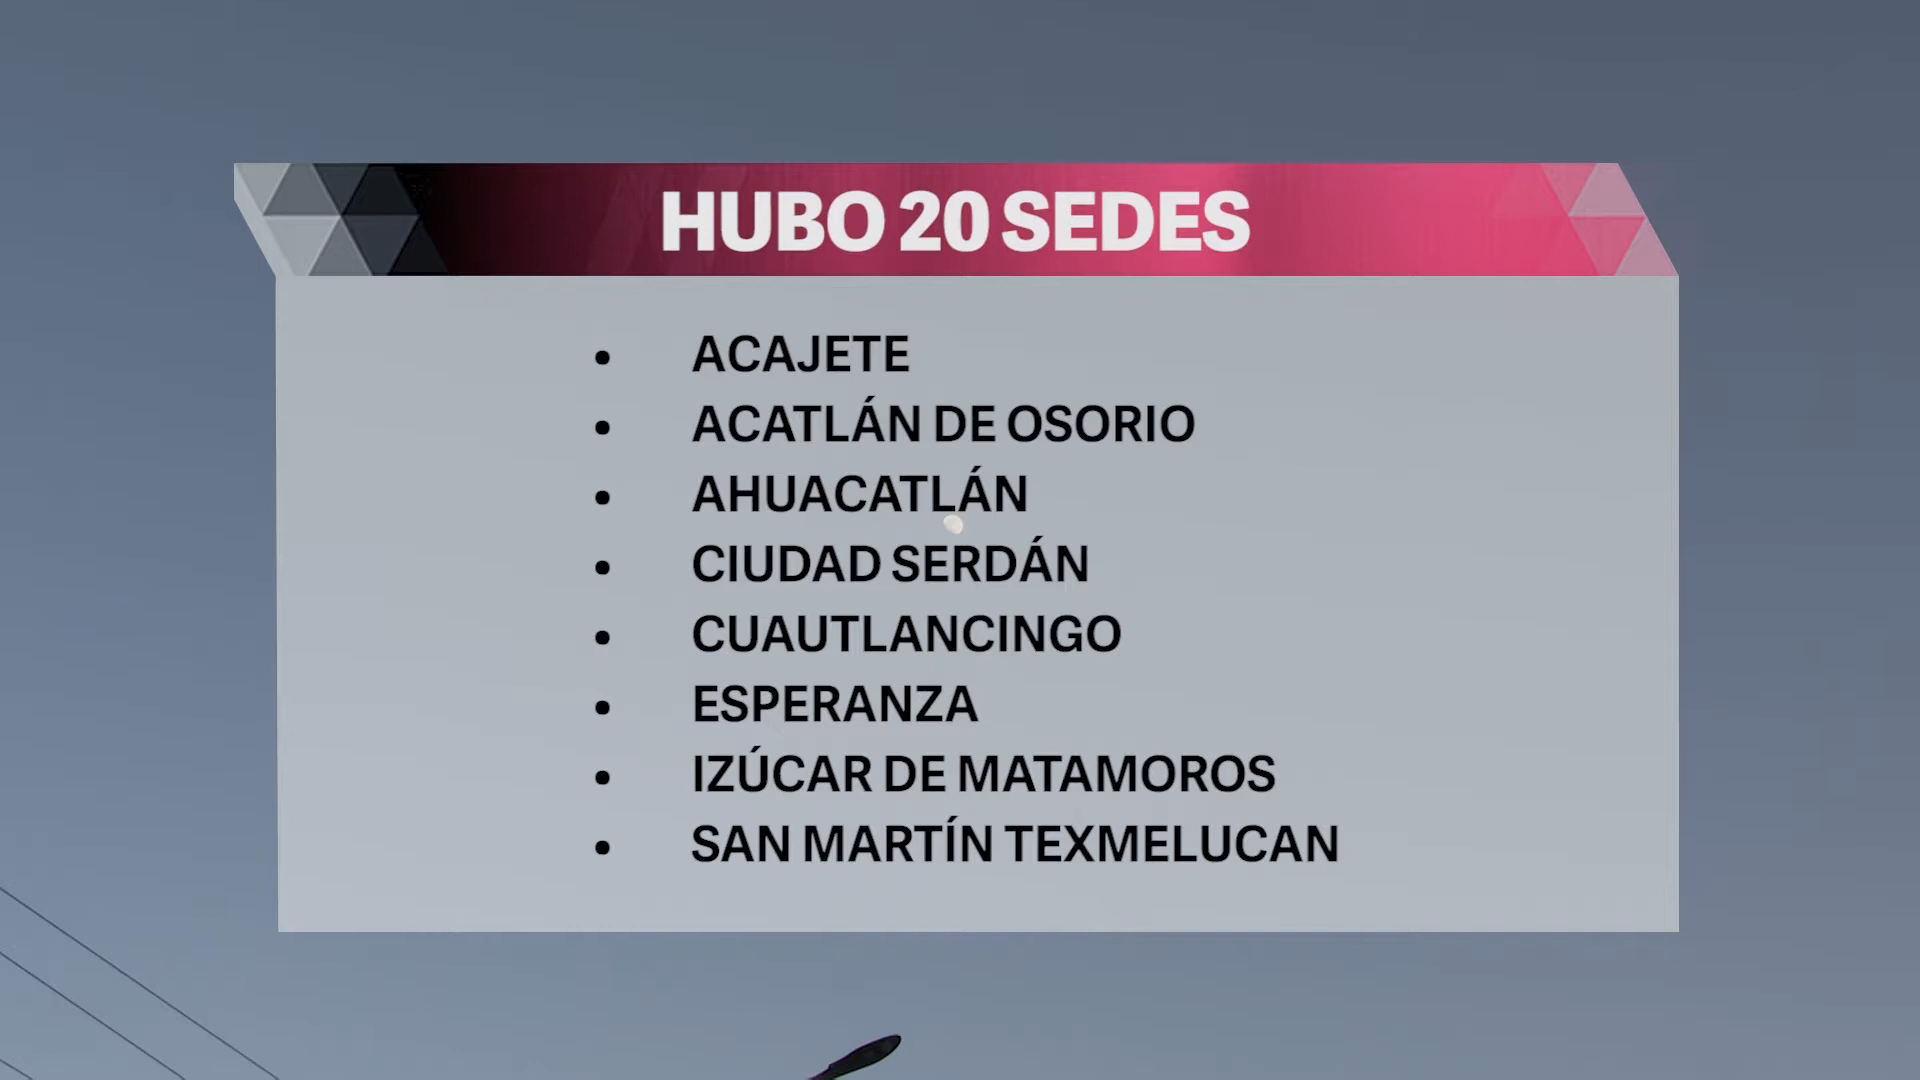 HUBO 20 SEDES
• ACAJETE
• ACATLÁN DE OSORIO
• AHUACATLÁN
• CIUDAD SERDÁN
• CUAUTLANCINGO
• ESPERANZA
• IZÚCAR DE MATAMOROS
• SAN MARTÍN TEXMELUCAN